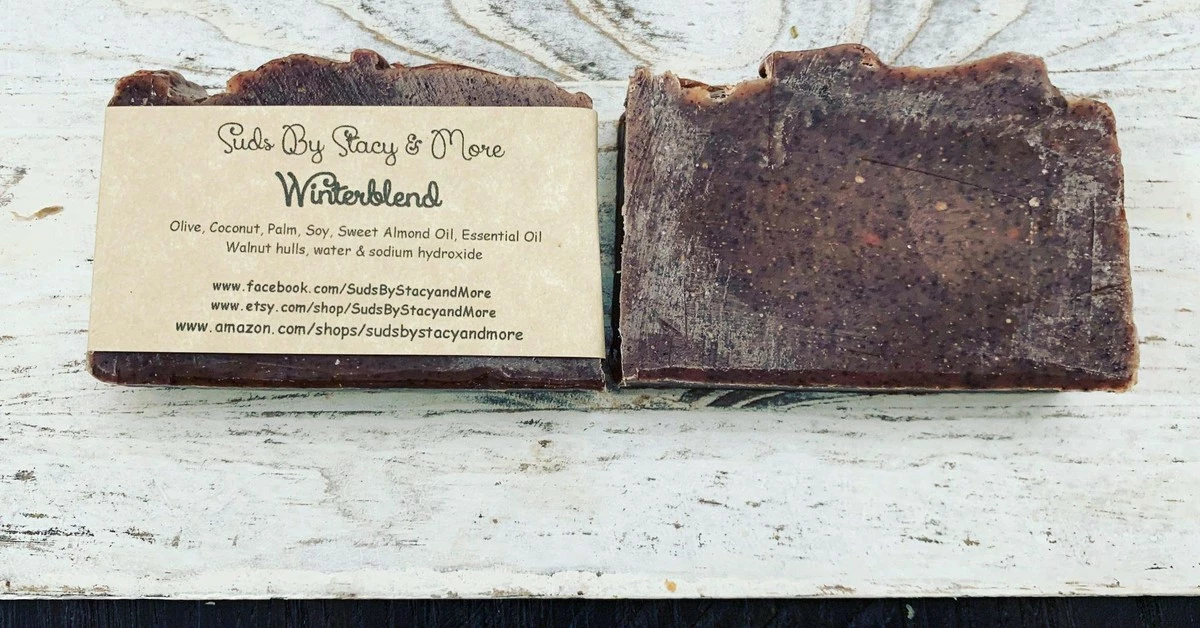 Suds By Stacy & More
Winterblend
Olive, Coconut, Palm, Soy, Sweet Almond Oil, Essential Oil
Walnut hulls, water & sodium hydroxide
www.facebook.com/SudsByStacyandMore
www.etsy.com/shop/SudsByStacyandMore
www.amazon.com/shops/sudsbystacyandmore